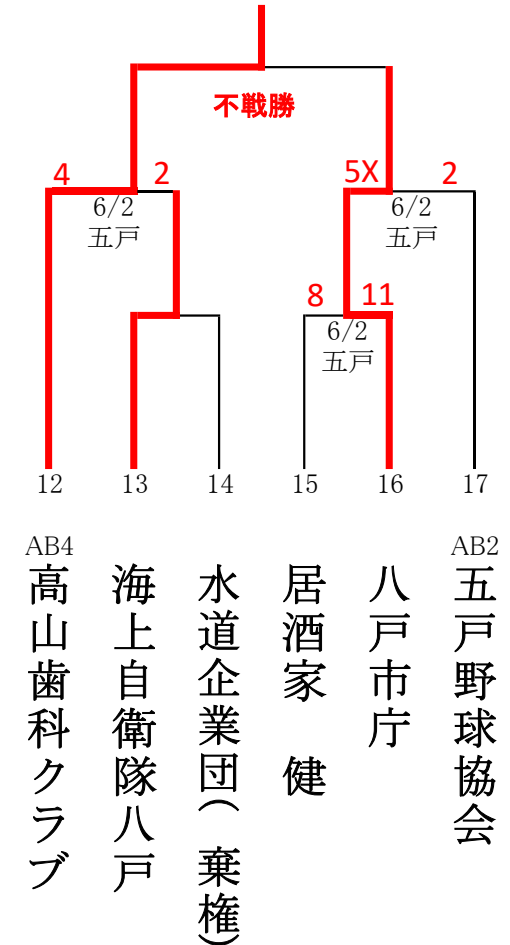 不戦勝
4 2 5X 2
6/2 6/2
五戸 五戸
8 11
6/2
五戸
12 13 14 15 16 17
AB4 AB2
高山歯科クラブ
海上自衛隊八戸
水道企業団(棄権)
居酒家 健
八戸市庁
五戸野球協会